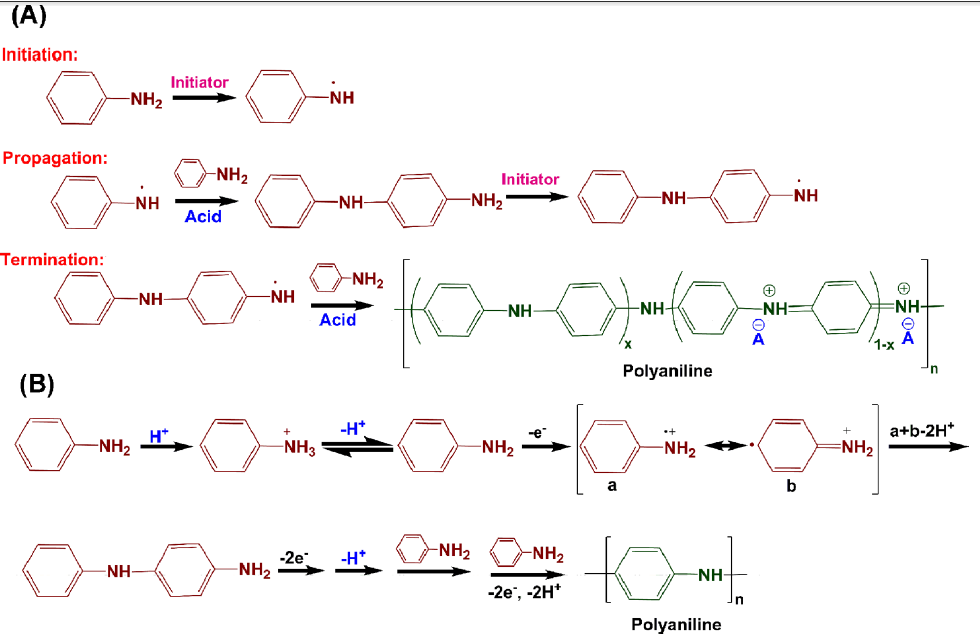 (A)
Initiation:
NH₂ Initiator NH
Propagation:
NH NH₂ Acid NH NH₂ Initiator NH NH
Termination:
NH NH NH₂ Acid NH NH x NH NH ⊕ ⊖ A 1-x NH ⊕ ⊖ A n
Polyaniline
(B)
NH₂ H⁺ NH₃ + -H⁺ NH₂ -e⁻ NH₂ •+ a NH₂ + b a+b-2H⁺
NH NH₂ -2e⁻ -H⁺ NH₂ NH₂ -2e⁻, -2H⁺ NH n
Polyaniline